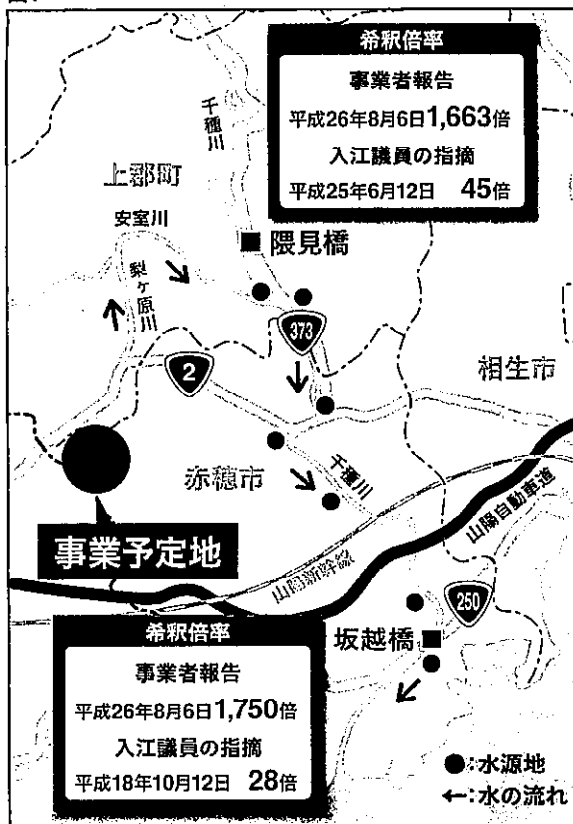 希釈倍率
事業者報告
平成26年8月6日1,663倍
入江議員の指摘
平成25年6月12日 45倍
千種川
上郡町
安室川
梨ヶ原川
隈見橋
373
2
相生市
赤穂市
千種川
山陽自動車道
事業予定地
山陽新幹線
250
坂越橋
希釈倍率
事業者報告
平成26年8月6日1,750倍
入江議員の指摘
平成18年10月12日 28倍
●:水源地
←:水の流れ